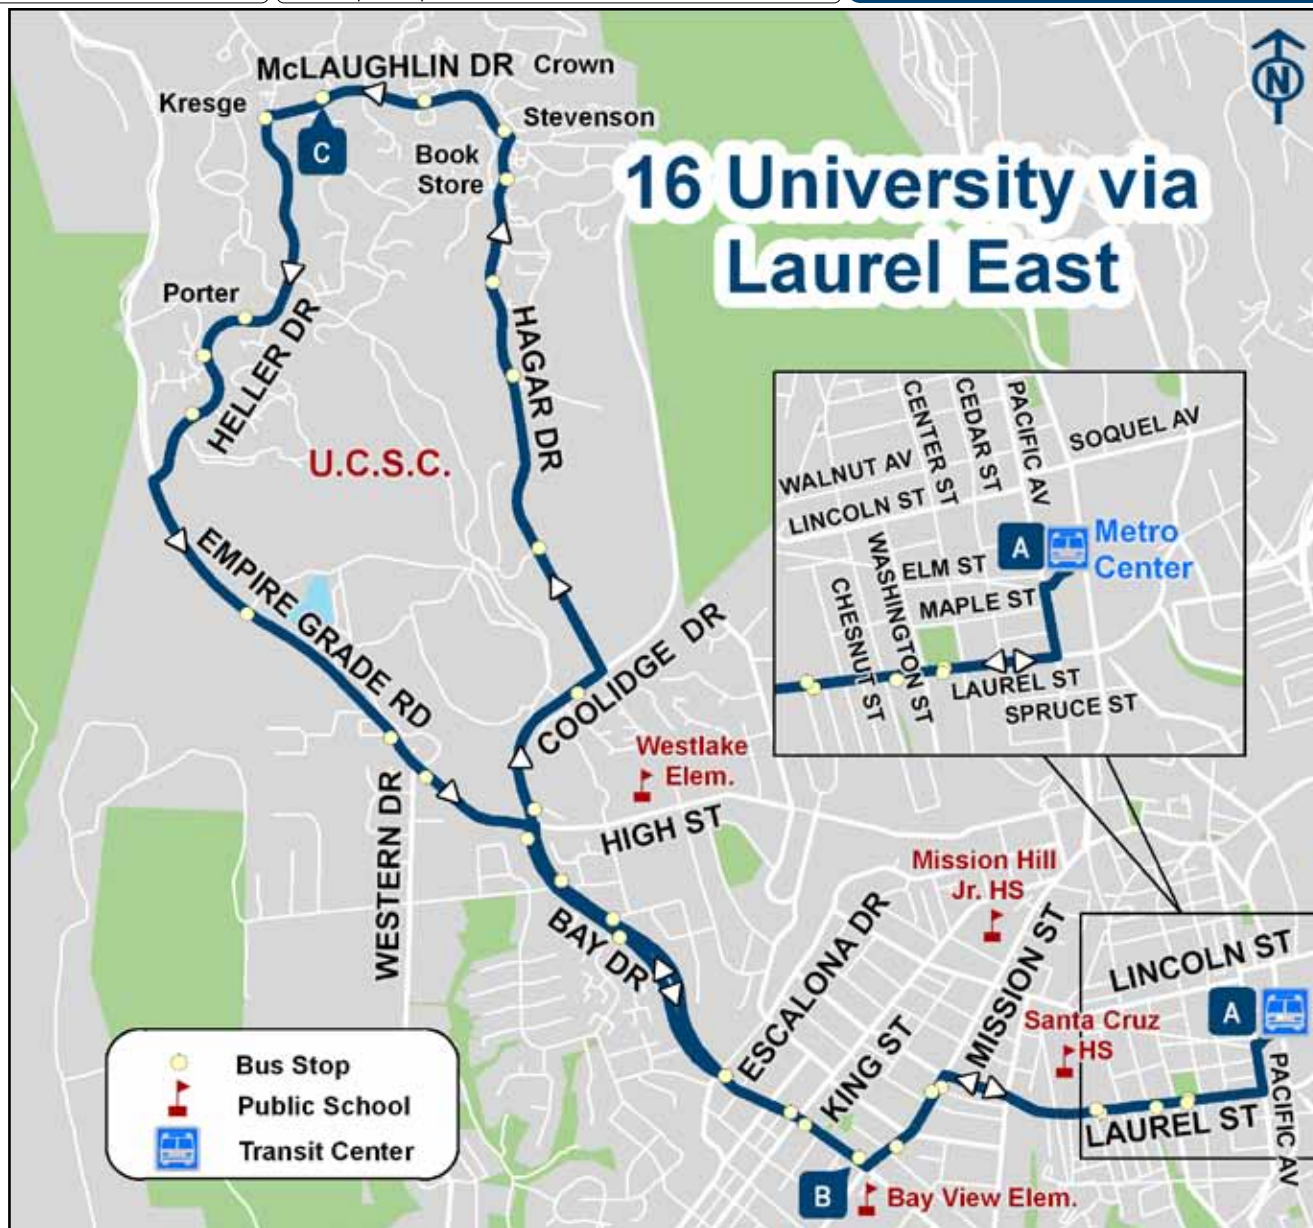 McLAUGHLIN DR
Crown
Kresge
Stevenson
C
Book
Store
16 University via
Laurel East
N
Porter
HELLER DR
HAGAR DR
U.C.S.C.
EMPIRE GRADE RD
COOLIDGE DR
WALNUT AV
LINCOLN ST
CENTER ST
CEDAR ST
PACIFIC AV
SOQUEL AV
A
Metro
Center
ELM ST
MAPLE ST
WASHINGTON ST
CHESNUT ST
LAUREL ST
SPRUCE ST
Westlake
Elem.
HIGH ST
WESTERN DR
BAY DR
Mission Hill
Jr. HS
ESCALONA DR
KING ST
MISSION ST
Santa Cruz
HS
LINCOLN ST
A
LAUREL ST
PACIFIC AV
B
Bay View Elem.
Bus Stop
Public School
Transit Center